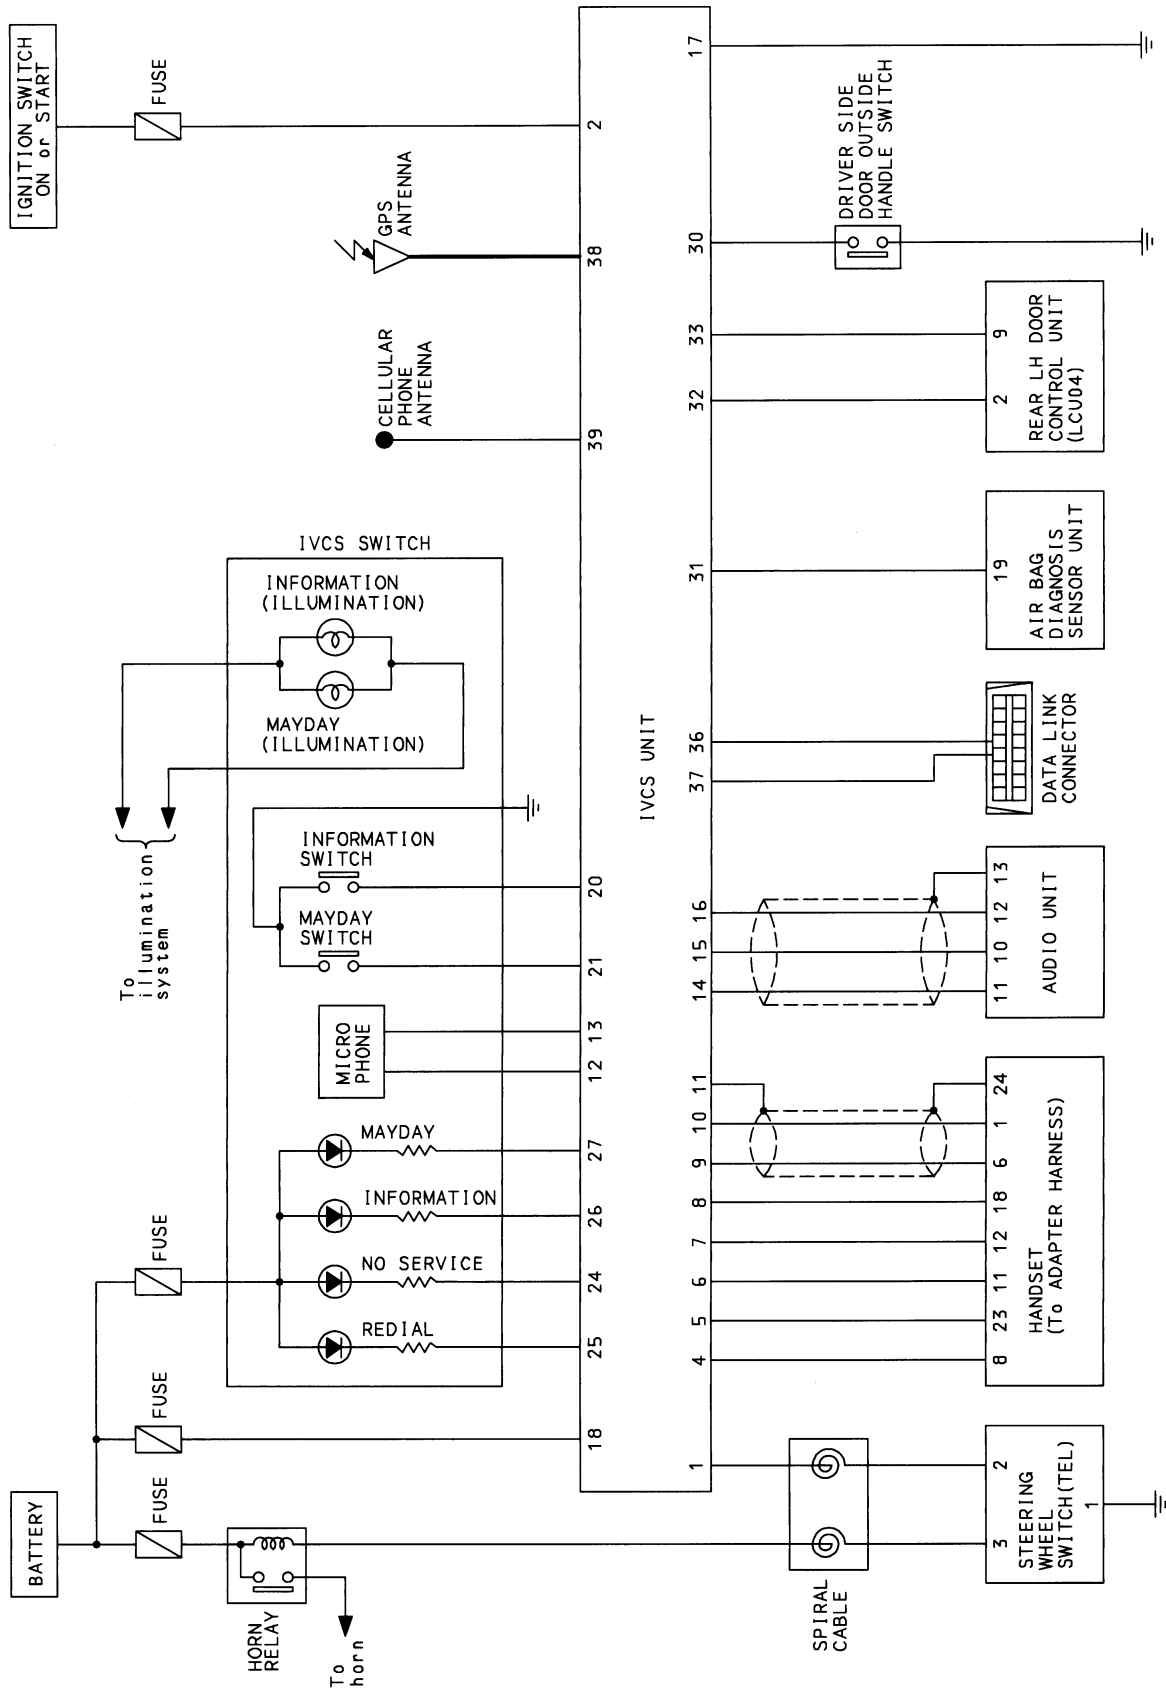 BATTERY
IGNITION SWITCH
ON or START
FUSE
FUSE
FUSE
FUSE
HORN
RELAY
To
horn
To
illumination
system
IVCS SWITCH
REDIAL
NO SERVICE
INFORMATION
MAYDAY
MICRO
PHONE
MAYDAY
SWITCH
INFORMATION
SWITCH
MAYDAY
(ILLUMINATION)
INFORMATION
(ILLUMINATION)
CELLULAR
PHONE
ANTENNA
GPS
ANTENNA
18
25
24
26
27
12
13
21
20
39
38
2
IVCS UNIT
1
4
5
6
7
8
9
10
11
14
15
16
37
36
31
32
33
30
17
SPIRAL
CABLE
DRIVER SIDE
DOOR OUTSIDE
HANDLE SWITCH
3
2
STEERING
WHEEL
SWITCH(TEL)
1
8
23
11
12
18
6
1
24
HANDSET
(To ADAPTER HARNESS)
11
10
12
13
AUDIO UNIT
DATA LINK
CONNECTOR
19
AIR BAG
DIAGNOSIS
SENSOR UNIT
2
9
REAR LH DOOR
CONTROL UNIT
(LCU04)